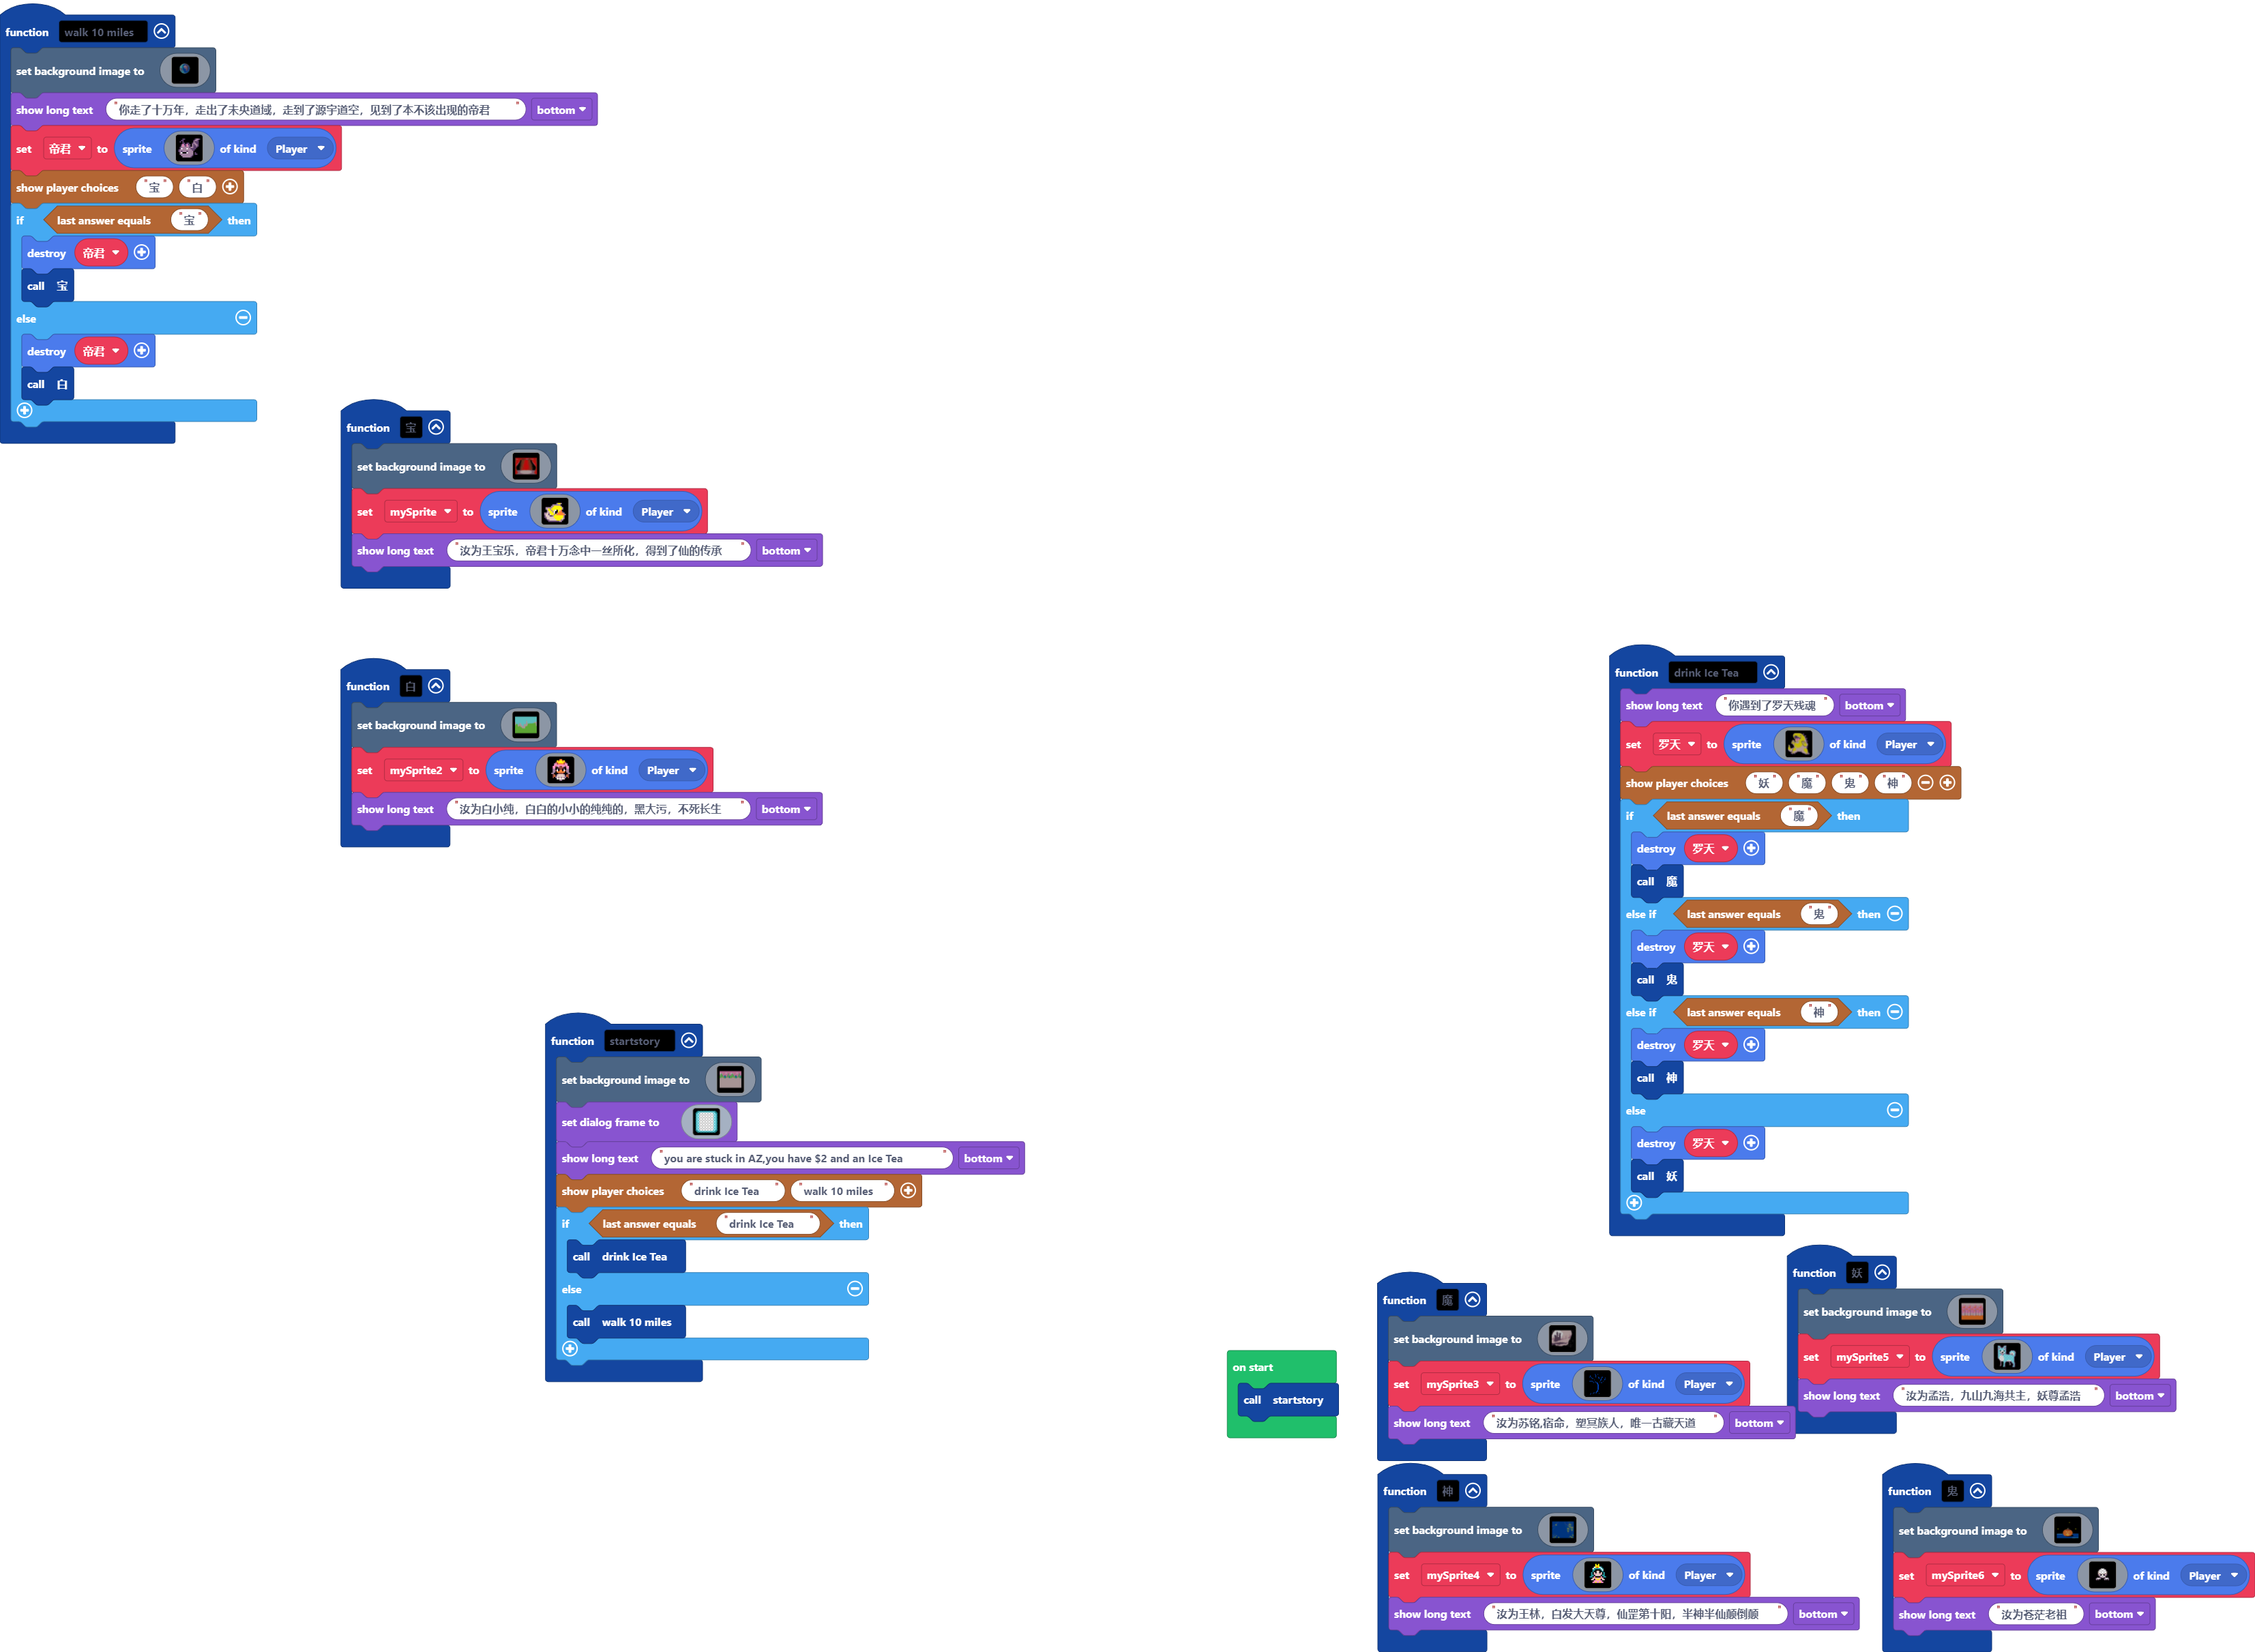 function walk 10 miles
set background image to
show long text "你走了十万年，走出了未央道域，走到了源宇道空，见到了本不该出现的帝君" bottom
set 帝君 to sprite of kind Player
show player choices "宝" "白"
if last answer equals "宝" then
destroy 帝君
call 宝
else
destroy 帝君
call 白
function 宝
set background image to
set mySprite to sprite of kind Player
show long text "汝为王宝乐，帝君十万念中一丝所化，得到了仙的传承" bottom
function 白
set background image to
set mySprite2 to sprite of kind Player
show long text "汝为白小纯，白白的小小的纯纯的，黑大污，不死长生" bottom
function startstory
set background image to
set dialog frame to
show long text "you are stuck in AZ,you have $2 and an Ice Tea" bottom
show player choices "drink Ice Tea" "walk 10 miles"
if last answer equals "drink Ice Tea" then
call drink Ice Tea
else
call walk 10 miles
function drink Ice Tea
show long text "你遇到了罗天残魂" bottom
set 罗天 to sprite of kind Player
show player choices "妖" "魔" "鬼" "神"
if last answer equals "魔" then
destroy 罗天
call 魔
else if last answer equals "鬼" then
destroy 罗天
call 鬼
else if last answer equals "神" then
destroy 罗天
call 神
else
destroy 罗天
call 妖
on start
call startstory
function 魔
set background image to
set mySprite3 to sprite of kind Player
show long text "汝为苏铭,宿命，塑冥族人，唯一古藏天道" bottom
function 妖
set background image to
set mySprite5 to sprite of kind Player
show long text "汝为孟浩，九山九海共主，妖尊孟浩" bottom
function 神
set background image to
set mySprite4 to sprite of kind Player
show long text "汝为王林，白发大天尊，仙罡第十阳，半神半仙颠倒颠" bottom
function 鬼
set background image to
set mySprite6 to sprite of kind Player
show long text "汝为苍茫老祖" bottom